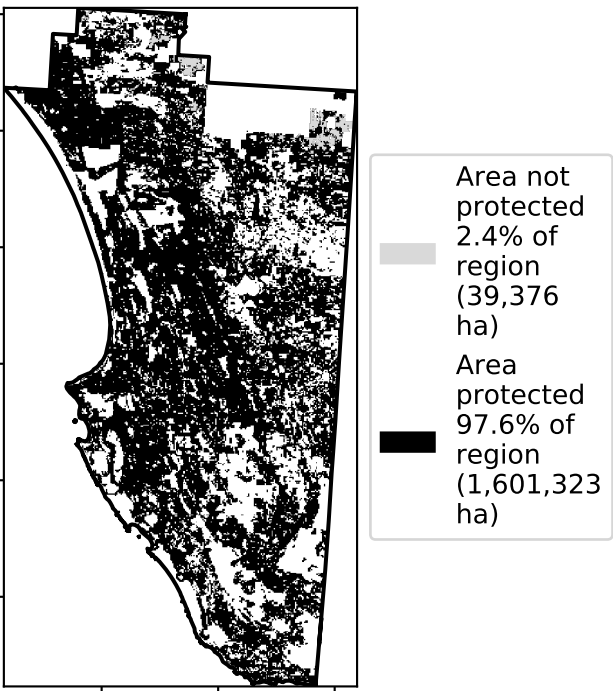 Area not
protected
2.4% of
region
(39,376
ha)
Area
protected
97.6% of
region
(1,601,323
ha)